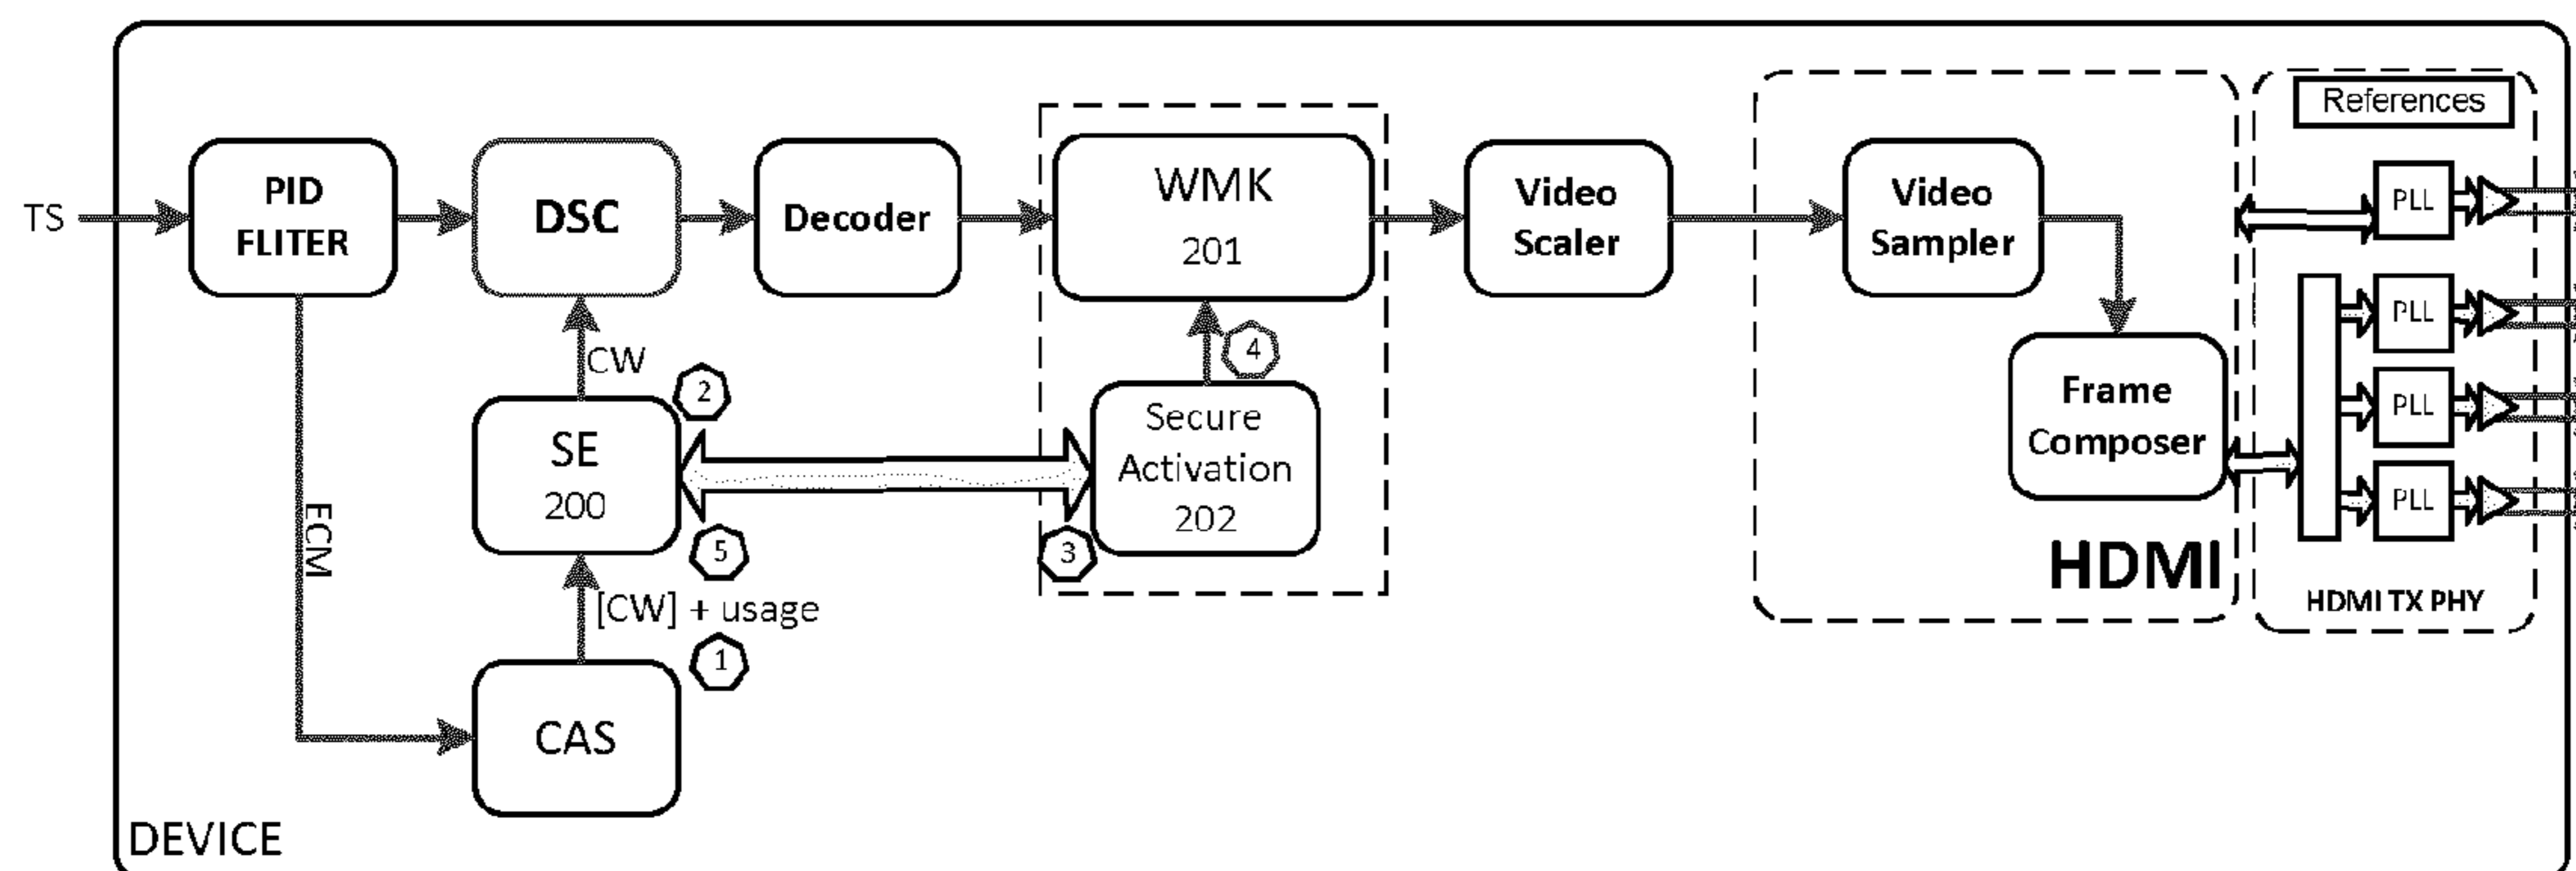 References
TS
PID
FLITER
DSC
Decoder
WMK
201
Video
Scaler
Video
Sampler
PLL
PLL
PLL
PLL
CW
2
4
SE
200
Secure
Activation
202
Frame
Composer
ECM
5
3
HDMI
HDMI TX PHY
[CW] + usage
1
CAS
DEVICE